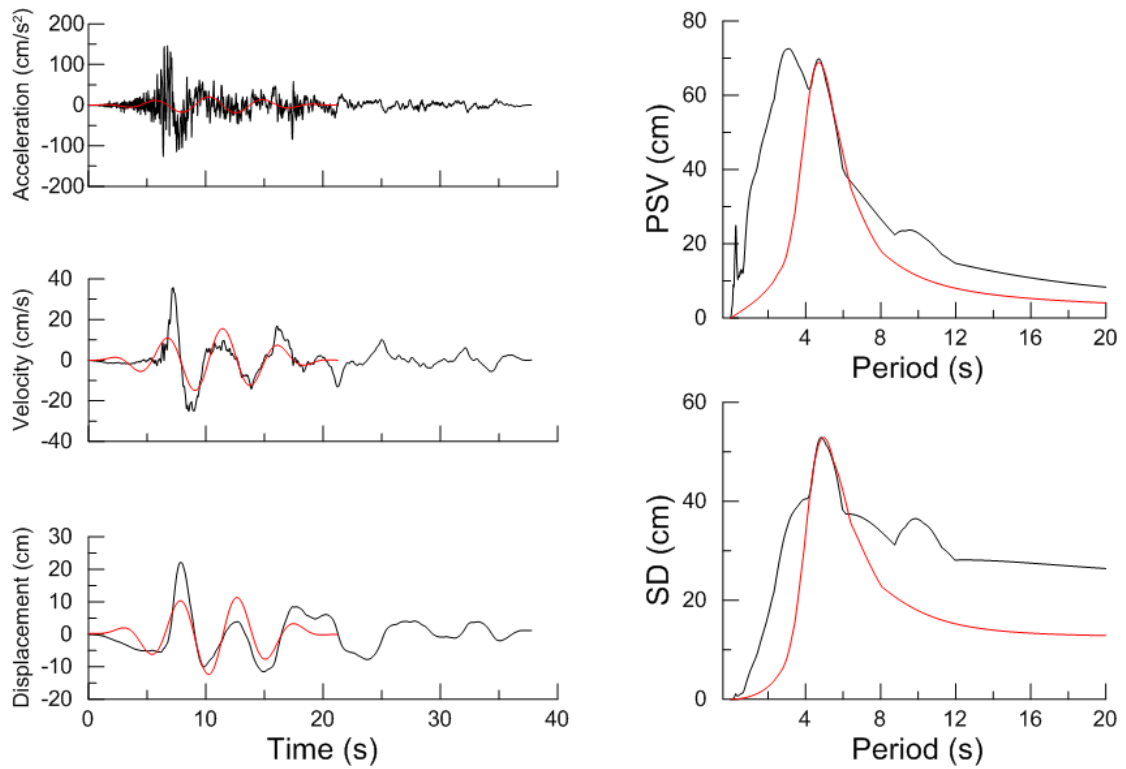 Acceleration (cm/s²)
200
100
0
-100
-200
Velocity (cm/s)
40
20
0
-20
-40
Displacement (cm)
30
20
10
0
-10
-20
0 10 20 30 40
Time (s)
PSV (cm)
80
60
40
20
0
4 8 12 16 20
Period (s)
SD (cm)
60
40
20
0
4 8 12 16 20
Period (s)